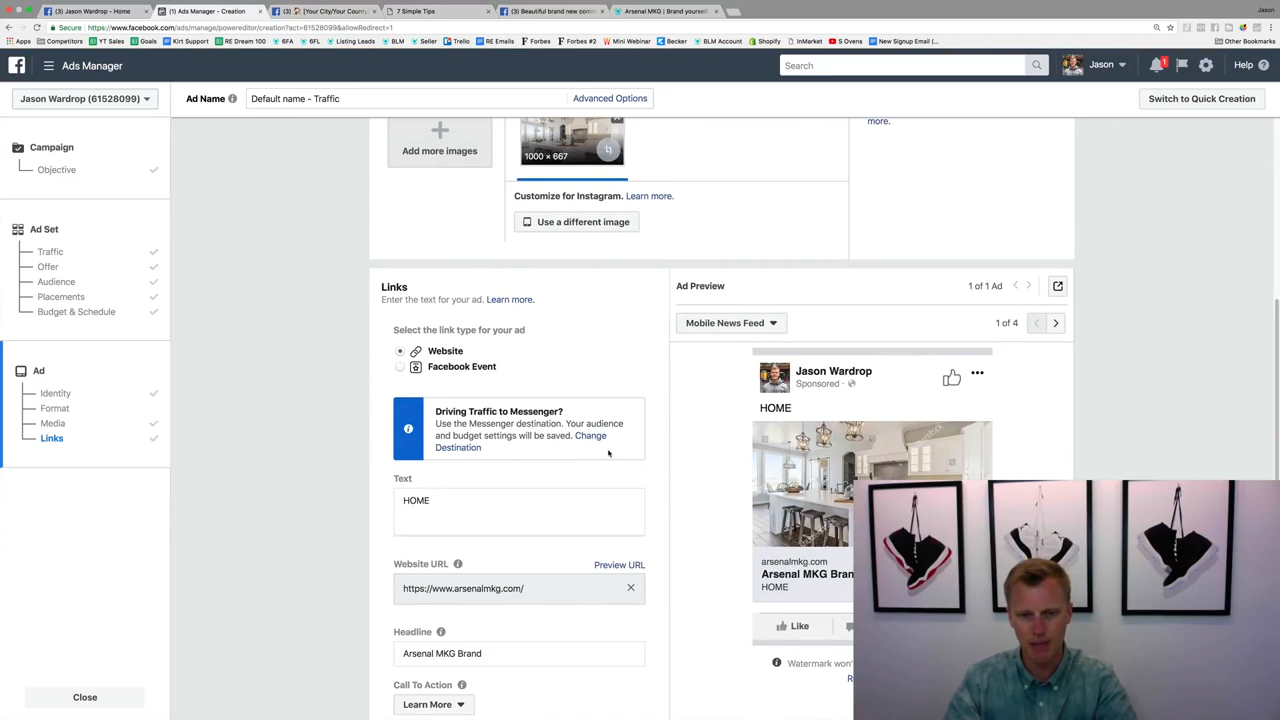 (3) Jason Wardrop - Home
(1) Ads Manager - Creation
(3) 🏠 [Your City/Your County
7 Simple Tips
(3) Beautiful brand new comm
Arsenal MKG | Brand yourself
Jason
Secure https://www.facebook.com/ads/manage/powereditor/creation?act=61528099&allowRedirect=1
Apps Competitors YT Sales Goals Kirt Support RE Dream 100 6FA 6FL Listing Leads BLM Seller Trello RE Emails Forbes Forbes #2 Mini Webinar Becker BLM Account Shopify InMarket S Ovens New Signup Email (... Other Bookmarks
Ads Manager
Search
Jason
1
Help
Jason Wardrop (61528099)
Ad Name
Default name - Traffic
Advanced Options
Switch to Quick Creation
Campaign
Objective
Ad Set
Traffic
Offer
Audience
Placements
Budget & Schedule
Ad
Identity
Format
Media
Links
Close
Add more images
1000 × 667
more.
Customize for Instagram. Learn more.
Use a different image
Links
Enter the text for your ad. Learn more.
Select the link type for your ad
Website
Facebook Event
Driving Traffic to Messenger?
Use the Messenger destination. Your audience
and budget settings will be saved. Change
Destination
Text
HOME
Website URL
Preview URL
https://www.arsenalmkg.com/
Headline
Arsenal MKG Brand
Call To Action
Learn More
Ad Preview
1 of 1 Ad
Mobile News Feed
1 of 4
Jason Wardrop
Sponsored ·
HOME
shutterstock
arsenalmkg.com
Arsenal MKG Bran
HOME
Like
Watermark won'